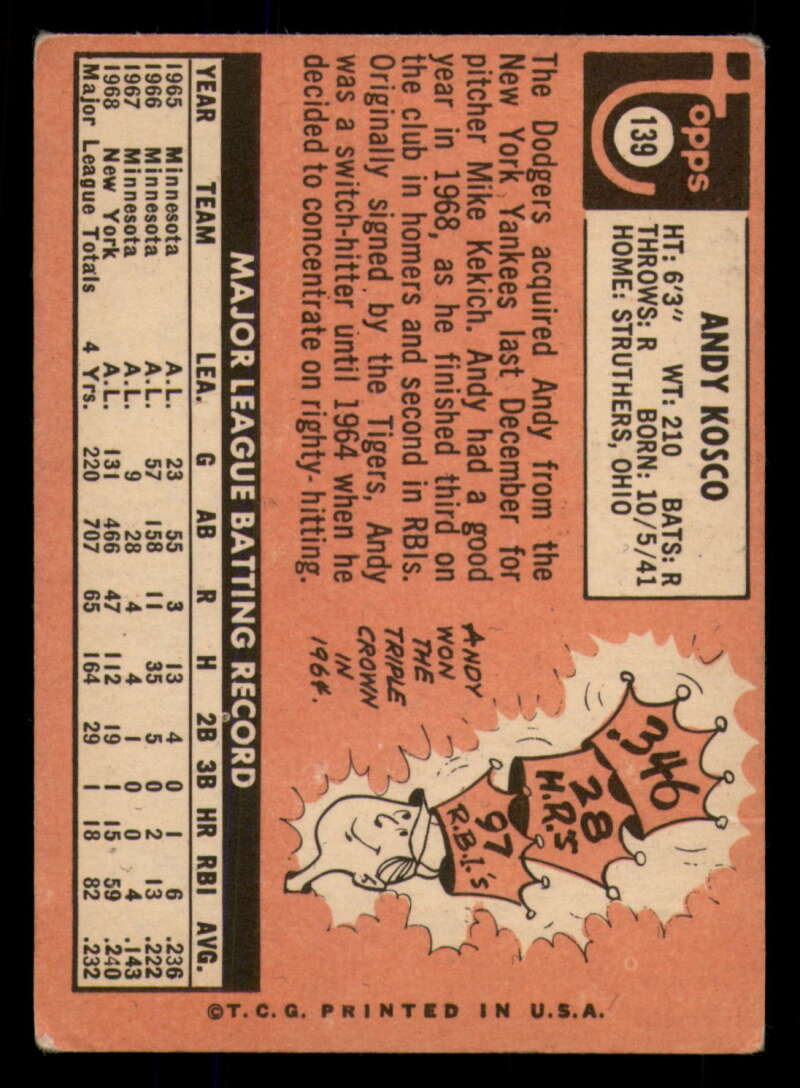 Topps
139
ANDY KOSCO
HT: 6'3" WT: 210 BATS: R
THROWS: R BORN: 10/5/41
HOME: STRUTHERS, OHIO
The Dodgers acquired Andy from the
New York Yankees last December for
pitcher Mike Kekich. Andy had a good
year in 1968, as he finished third on
the club in homers and second in RBIs.
Originally signed by the Tigers, Andy
was a switch-hitter until 1964 when he
decided to concentrate on righty-hitting.
.346
28
H.R.'s
97
R.B.I.'s
ANDY
WON
THE
TRIPLE
CROWN
IN
1964.
MAJOR LEAGUE BATTING RECORD
YEAR TEAM LEA. G AB R H 2B 3B HR RBI AVG.
1965 Minnesota A.L. 23 55 3 13 4 0 1 6 .236
1966 Minnesota A.L. 57 158 11 35 5 0 2 13 .222
1967 Minnesota A.L. 9 28 4 4 1 0 0 4 .143
1968 New York A.L. 131 466 47 112 19 1 15 59 .240
Major League Totals 4 Yrs. 220 707 65 164 29 1 18 82 .232
©T.C.G. PRINTED IN U.S.A.